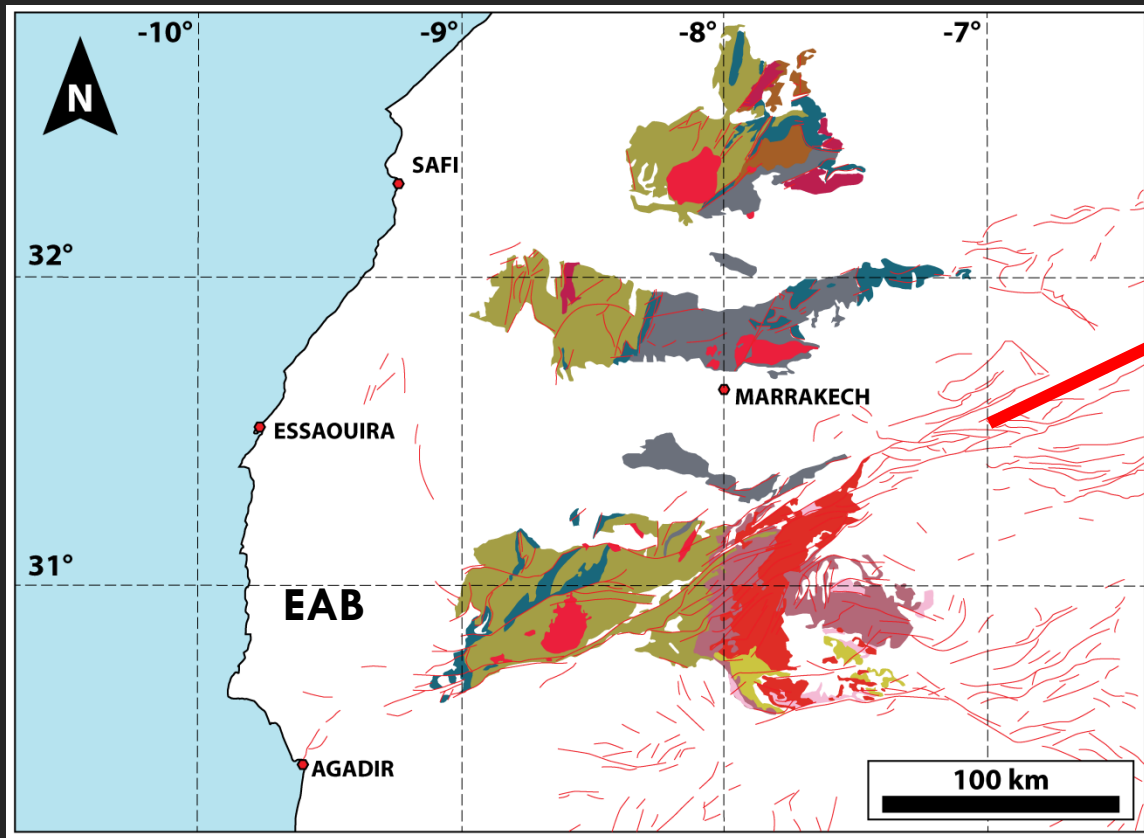 -10°
-9°
-8°
-7°
N
SAFI
32°
MARRAKECH
ESSAOUIRA
31°
EAB
AGADIR
100 km